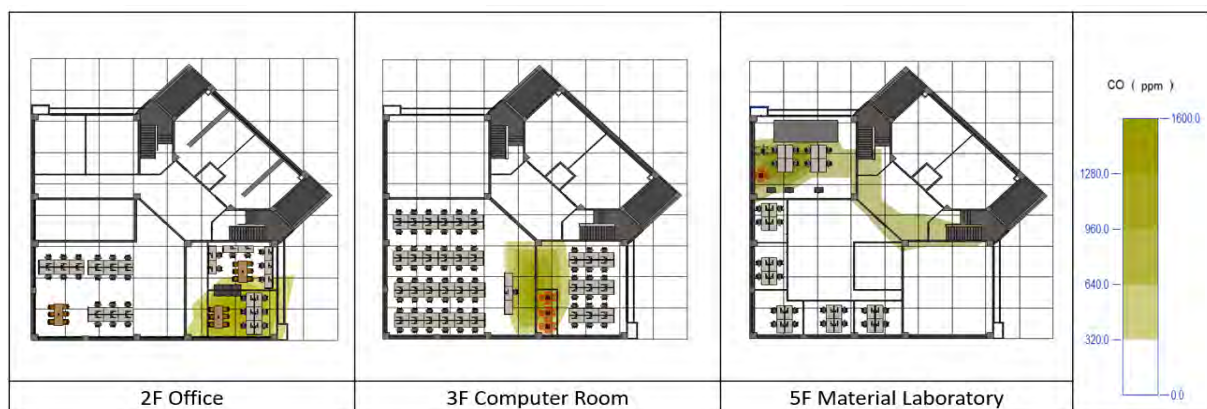 CO ( ppm )
1600.0
1280.0
960.0
640.0
320.0
0.0
2F Office
3F Computer Room
5F Material Laboratory